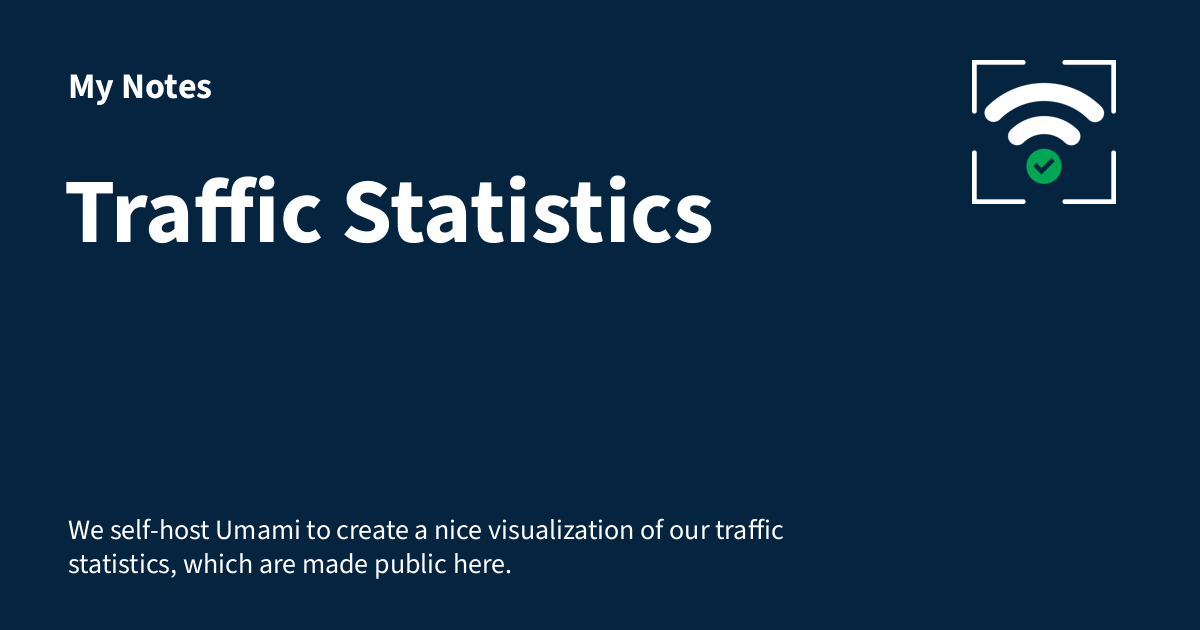 My Notes
Traffic Statistics
We self-host Umami to create a nice visualization of our traffic
statistics, which are made public here.